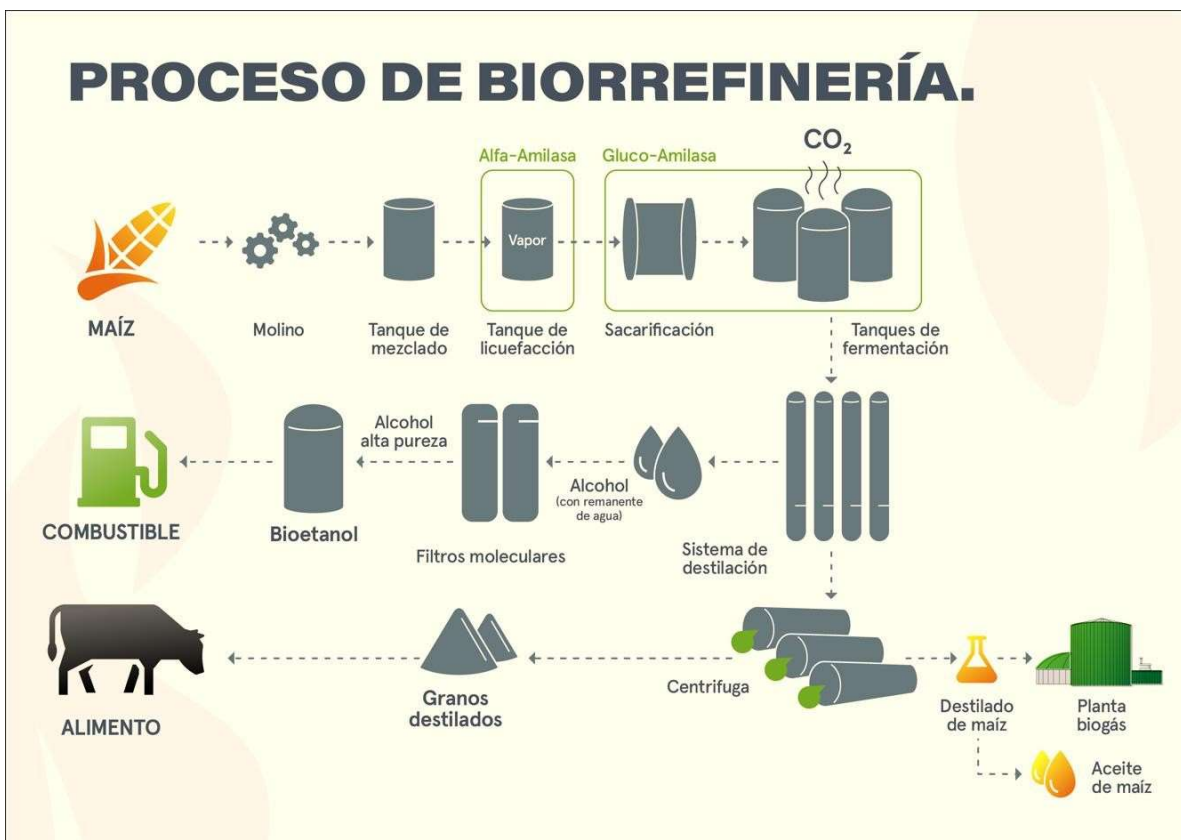 PROCESO DE BIORREFINERÍA.
Alfa-Amilasa
Gluco-Amilasa
CO₂
Vapor
MAÍZ
Molino
Tanque de
mezclado
Tanque de
licuefacción
Sacarificación
Tanques de
fermentación
COMBUSTIBLE
Bioetanol
Alcohol
alta pureza
Filtros moleculares
Alcohol
(con remanente
de agua)
Sistema de
destilación
ALIMENTO
Granos
destilados
Centrifuga
Destilado
de maíz
Planta
biogás
Aceite
de maíz